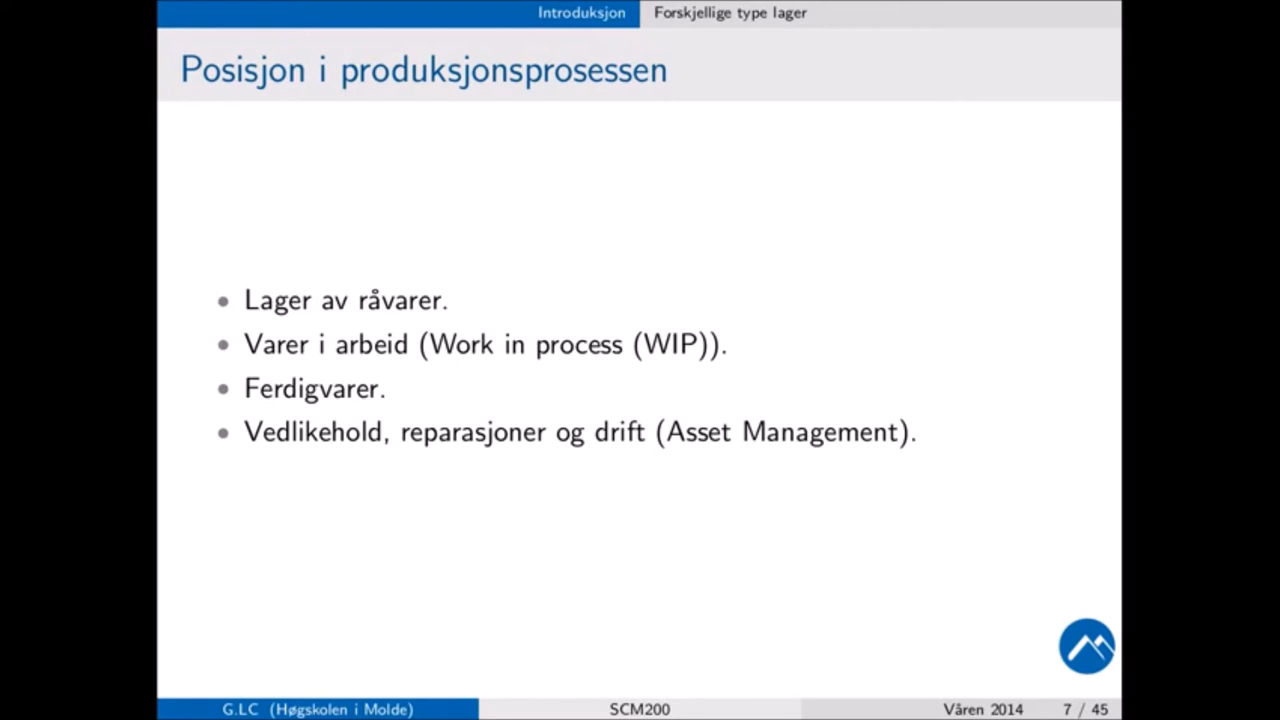 Introduksjon Forskjellige type lager
Posisjon i produksjonsprosessen
Lager av råvarer.
Varer i arbeid (Work in process (WIP)).
Ferdigvarer.
Vedlikehold, reparasjoner og drift (Asset Management).
G.LC (Høgskolen i Molde) SCM200 Våren 2014 7 / 45